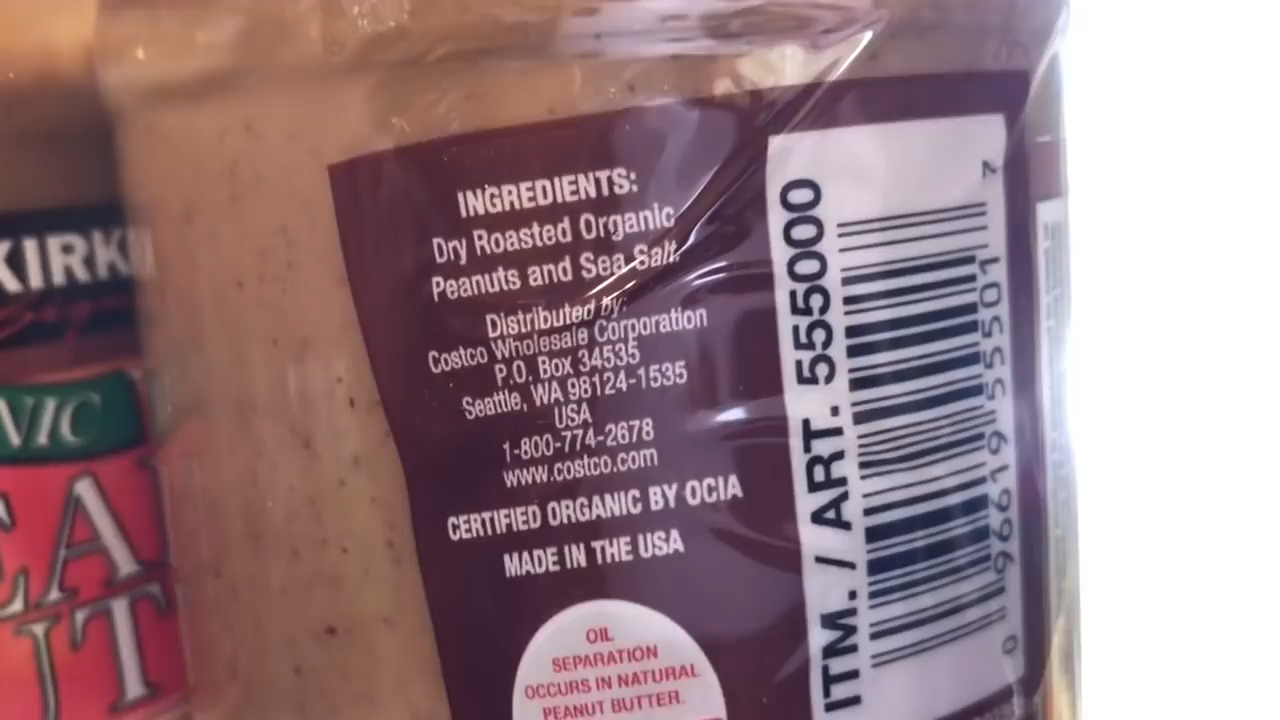 INGREDIENTS:
Dry Roasted Organic
Peanuts and Sea Salt.
Distributed by:
Costco Wholesale Corporation
P.O. Box 34535
Seattle, WA 98124-1535
USA
1-800-774-2678
www.costco.com
CERTIFIED ORGANIC BY OCIA
MADE IN THE USA
OIL
SEPARATION
OCCURS IN NATURAL
PEANUT BUTTER.
ITM. / ART. 555000
0 96619 55501 7